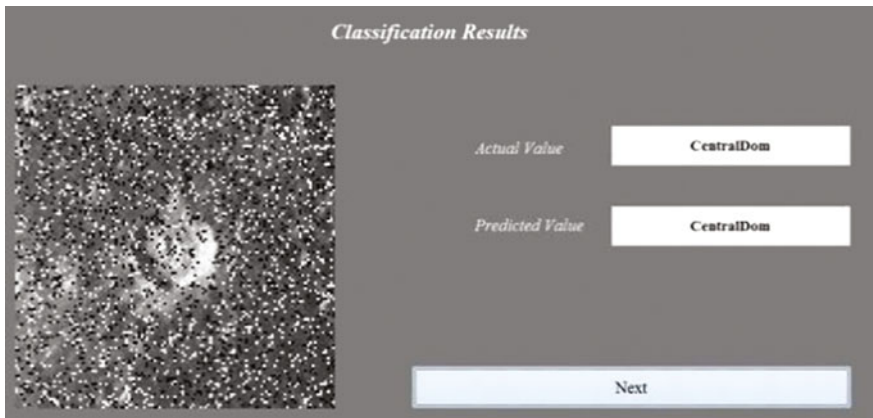 Classification Results
Actual Value
CentralDom
Predicted Value
CentralDom
Next